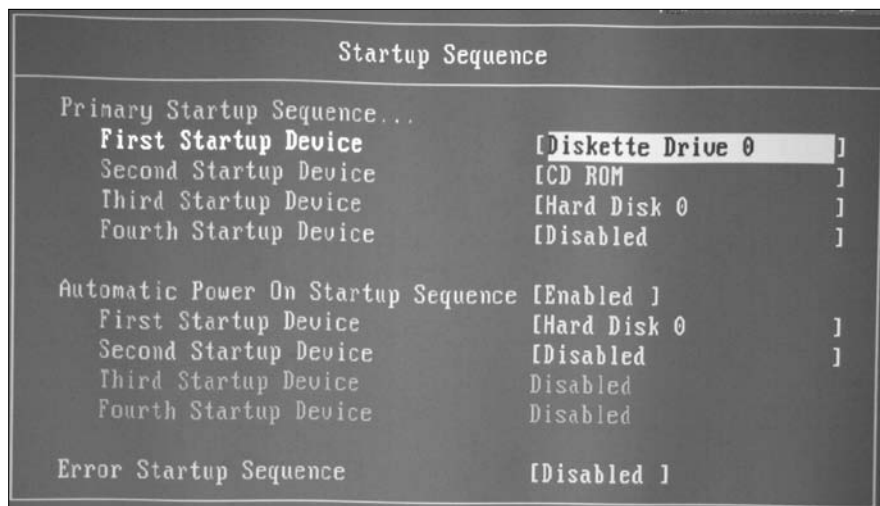 Startup Sequence
Primary Startup Sequence...
First Startup Device [Diskette Drive 0 ]
Second Startup Device [CD ROM ]
Third Startup Device [Hard Disk 0 ]
Fourth Startup Device [Disabled ]
Automatic Power On Startup Sequence [Enabled ]
First Startup Device [Hard Disk 0 ]
Second Startup Device [Disabled ]
Third Startup Device Disabled
Fourth Startup Device Disabled
Error Startup Sequence [Disabled ]